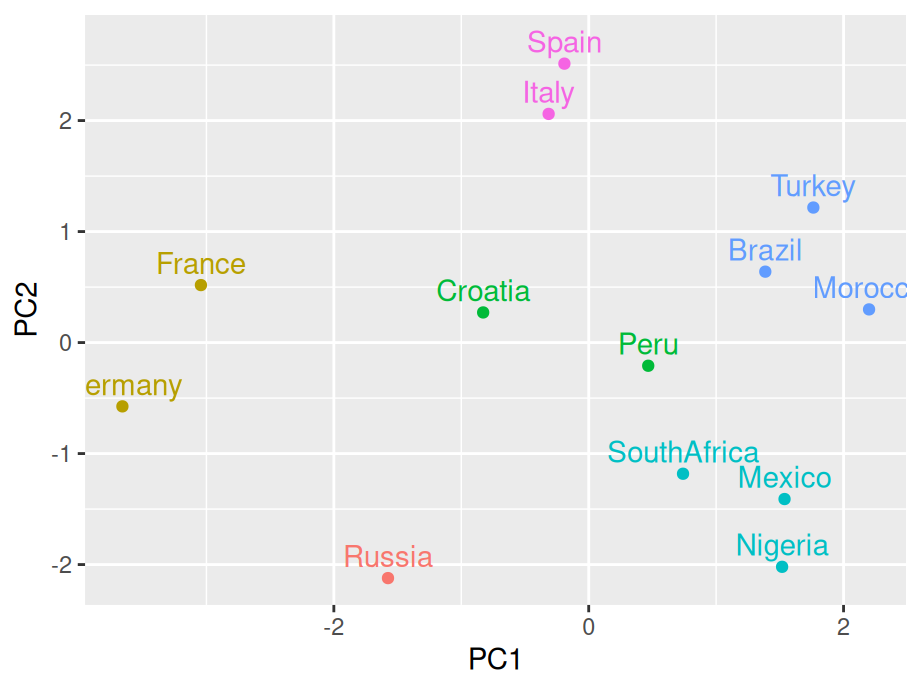 Spain
Italy
2
Turkey
1
Brazil
France
Morocc
Croatia
PC2
0
Peru
ermany
-1
SouthAfrica
Mexico
Nigeria
Russia
-2
-2
0
2
PC1